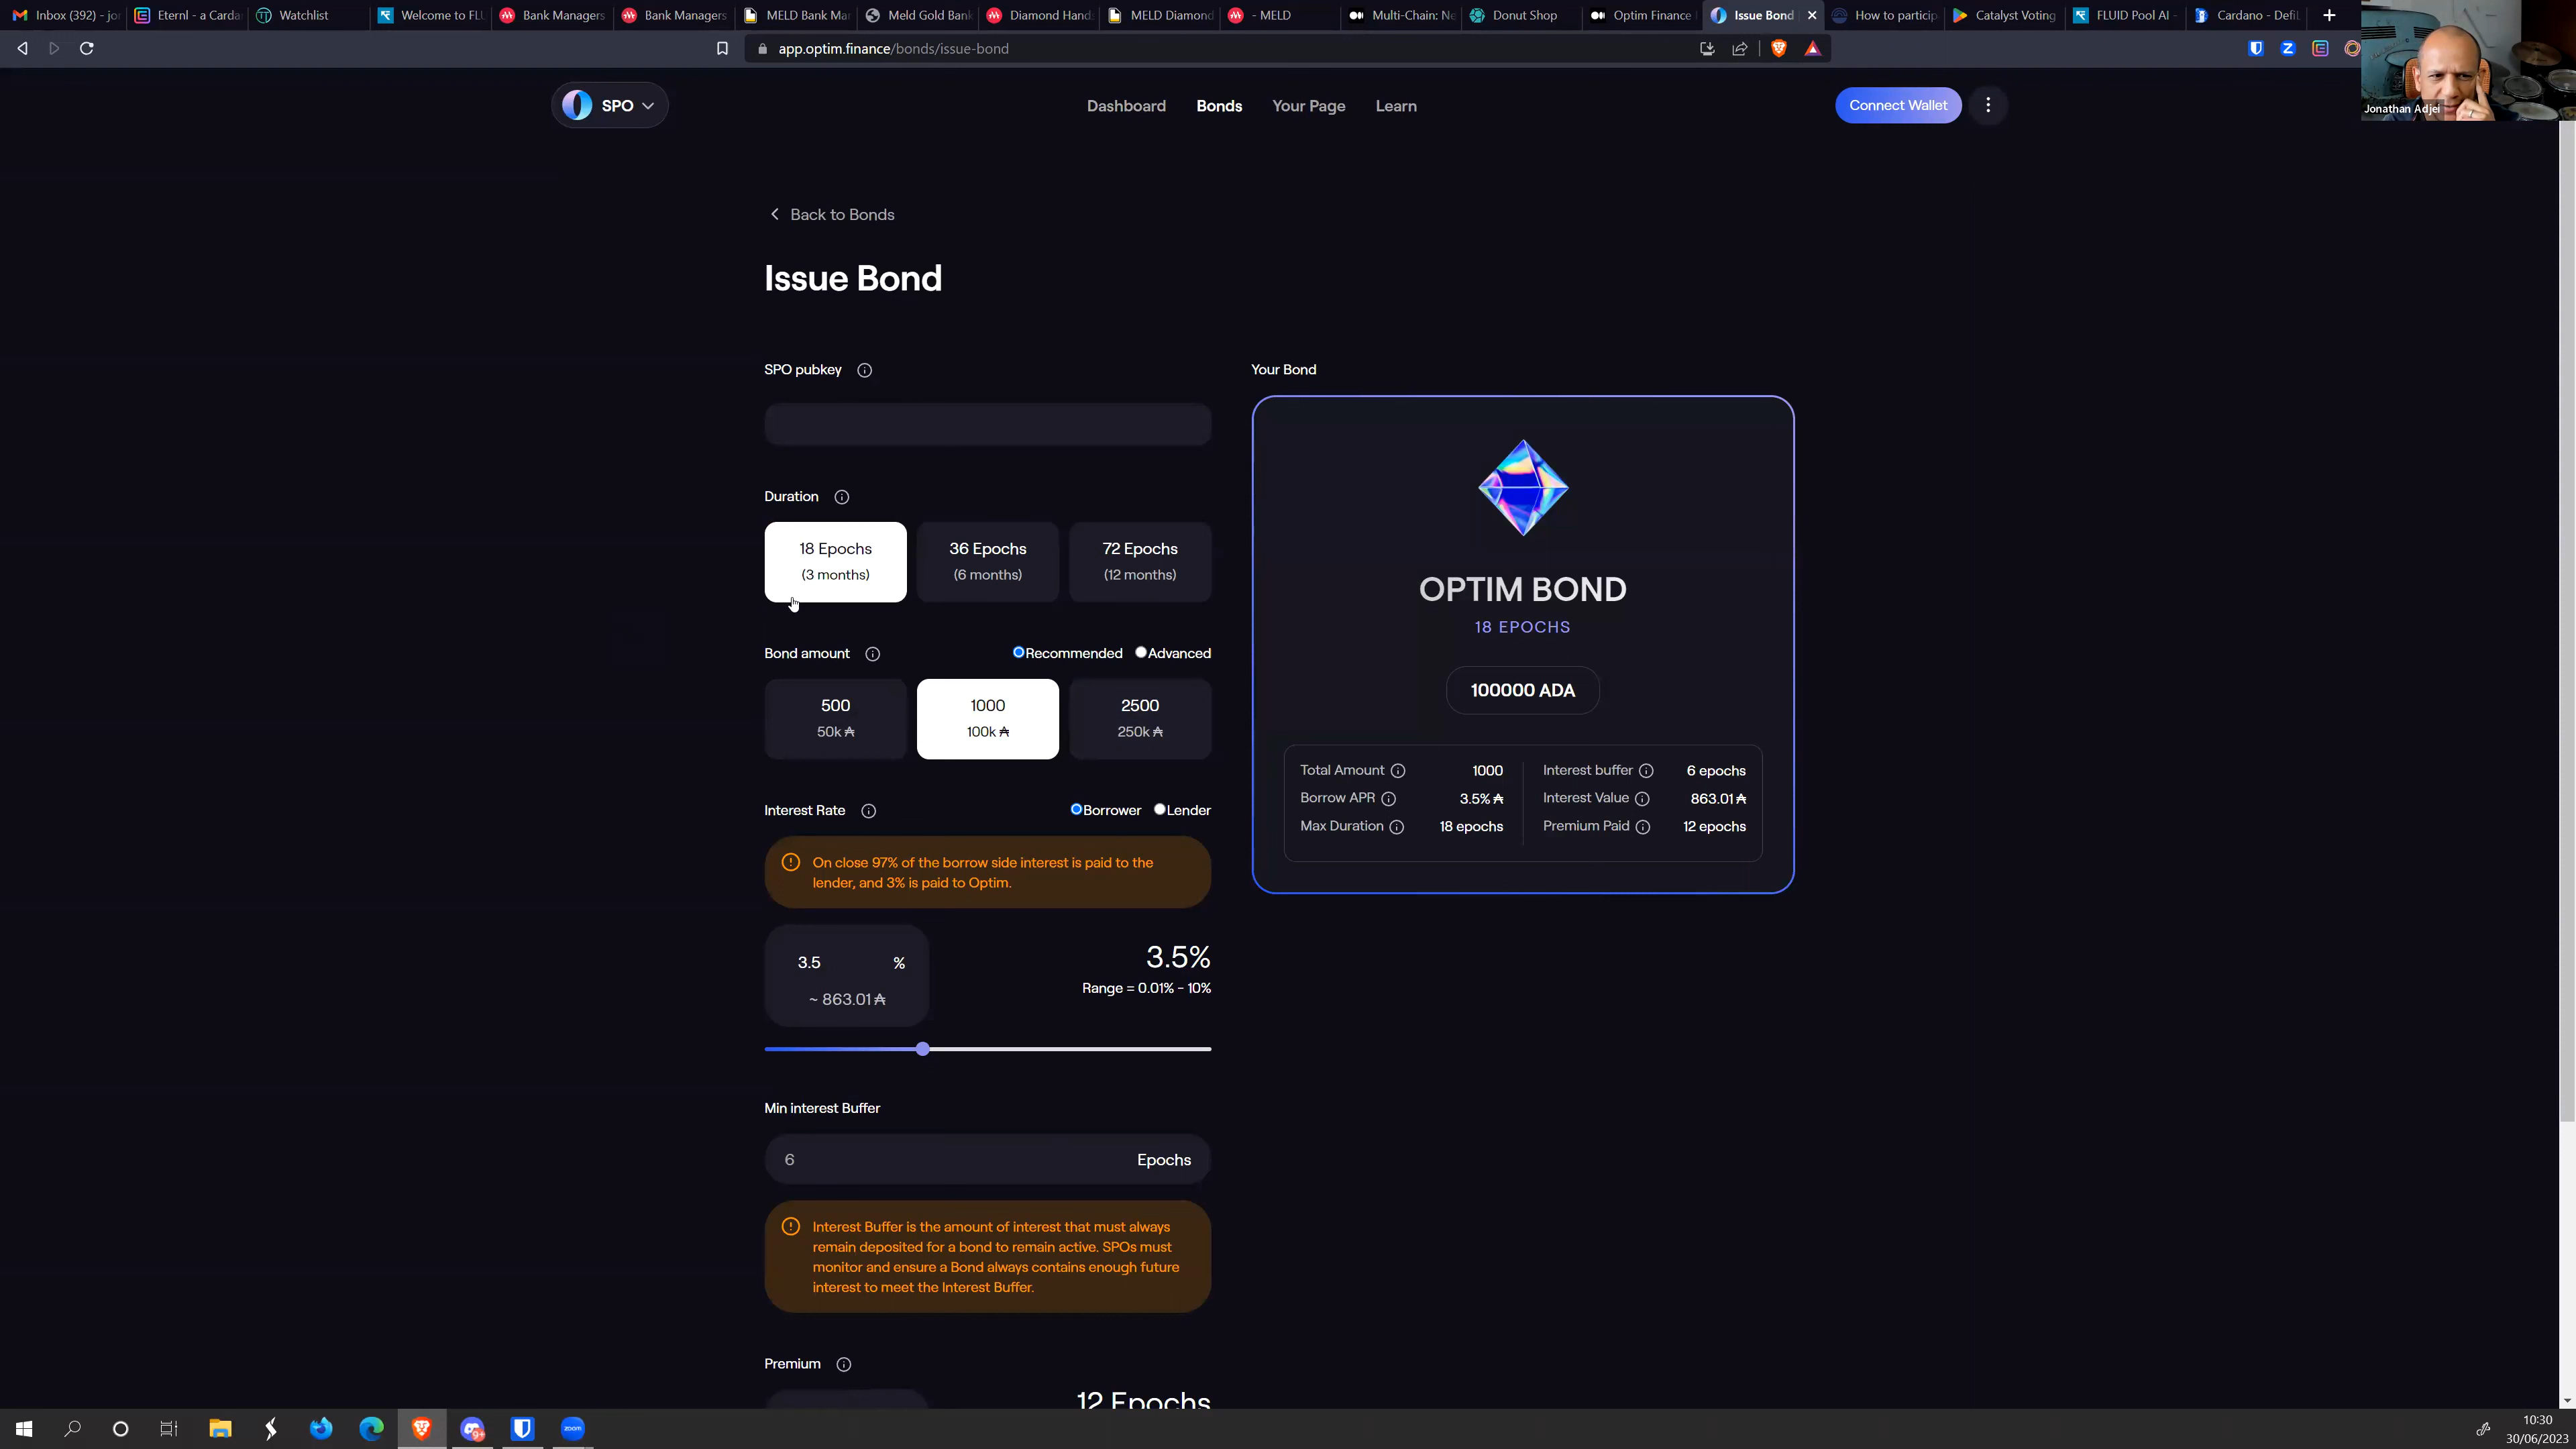 Inbox (392) - jor
Eternl - a Carda
Watchlist
Welcome to FLU
Bank Managers
Bank Managers
MELD Bank Man
Meld Gold Bank
Diamond Hands
MELD Diamond
- MELD
Multi-Chain: Ne
Donut Shop
Optim Finance
Issue Bond
How to particip
Catalyst Voting
FLUID Pool AI -
Cardano - DefiL
app.optim.finance/bonds/issue-bond
Jonathan Adjei
SPO
Dashboard
Bonds
Your Page
Learn
Connect Wallet
Back to Bonds
Issue Bond
SPO pubkey
Duration
18 Epochs
(3 months)
36 Epochs
(6 months)
72 Epochs
(12 months)
Bond amount
Recommended
Advanced
500
50k ₳
1000
100k ₳
2500
250k ₳
Interest Rate
Borrower
Lender
On close 97% of the borrow side interest is paid to the
lender, and 3% is paid to Optim.
3.5 %
~ 863.01 ₳
3.5%
Range = 0.01% - 10%
Min interest Buffer
6 Epochs
Interest Buffer is the amount of interest that must always
remain deposited for a bond to remain active. SPOs must
monitor and ensure a Bond always contains enough future
interest to meet the Interest Buffer.
Premium
12 Epochs
Your Bond
OPTIM BOND
18 EPOCHS
100000 ADA
Total Amount 1000
Borrow APR 3.5% ₳
Max Duration 18 epochs
Interest buffer 6 epochs
Interest Value 863.01 ₳
Premium Paid 12 epochs
9+
zoom
10:30
30/06/2023